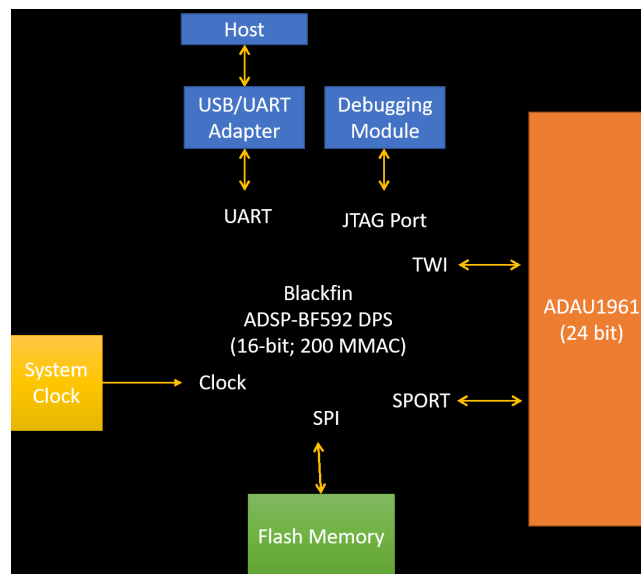 Host
USB/UART
Adapter
Debugging
Module
UART
JTAG Port
TWI
Blackfin
ADSP-BF592 DPS
(16-bit; 200 MMAC)
ADAU1961
(24 bit)
System
Clock
Clock
SPORT
SPI
Flash Memory